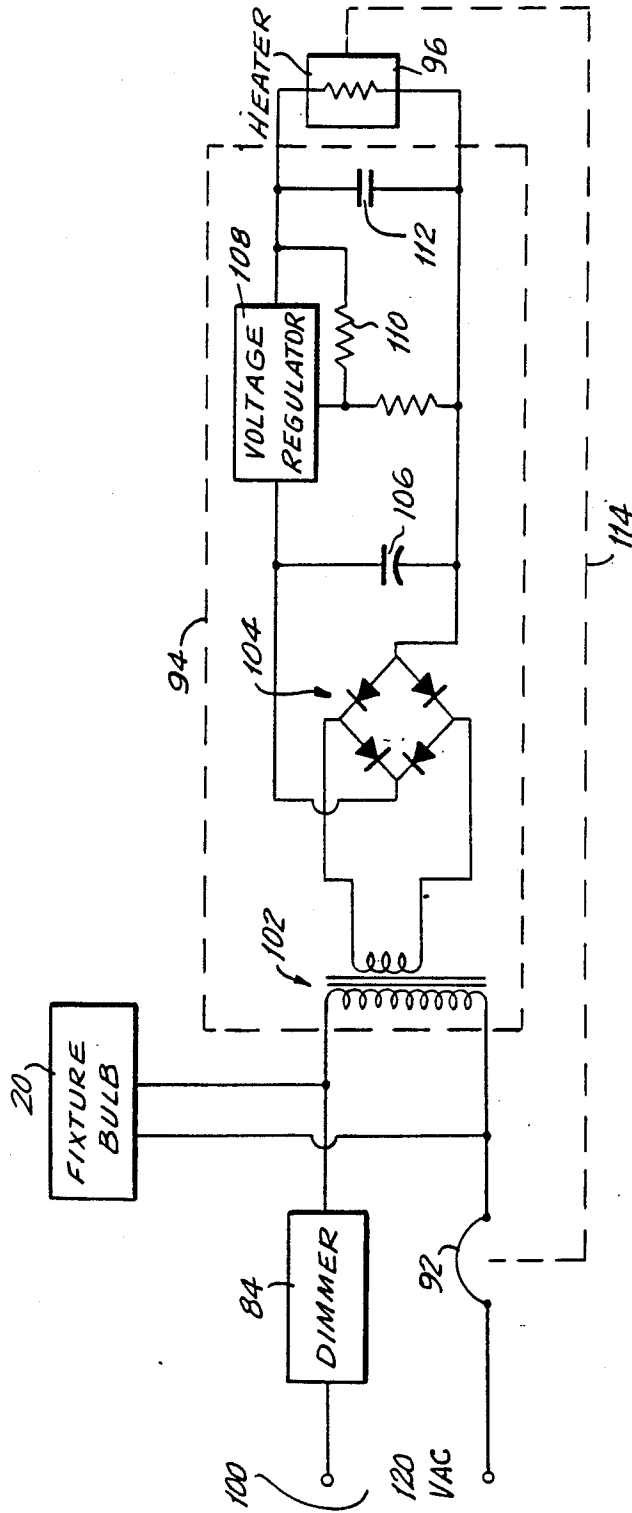 20
FIXTURE
BULB
84
DIMMER
100
120
VAC
92
102
94
104
106
108
VOLTAGE
REGULATOR
110
112
HEATER
96
114